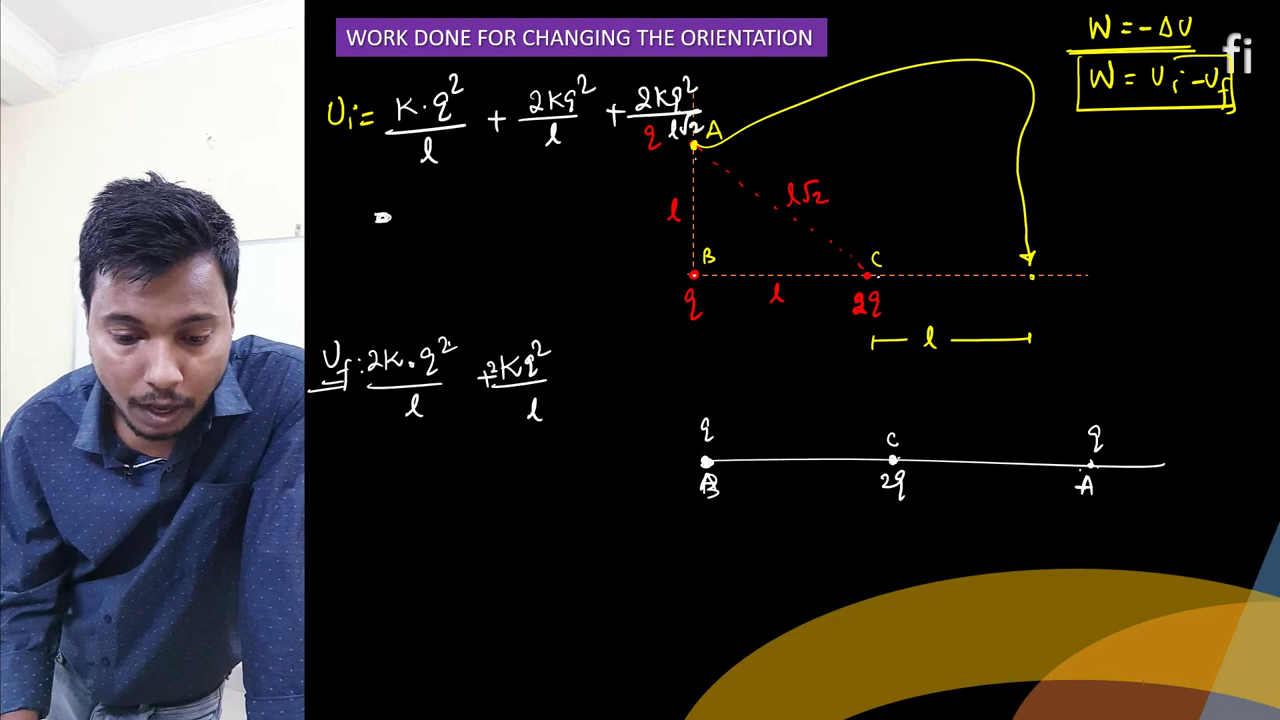 WORK DONE FOR CHANGING THE ORIENTATION
W = -ΔU
W = Ui - Uf
fi
Ui = K·q²/l + 2Kq²/l + 2Kq²/l√2
q A
l l√2
B C
q l 2q
l
Uf : 2K·q²/l + 2Kq²/l
q C q
B 2q A